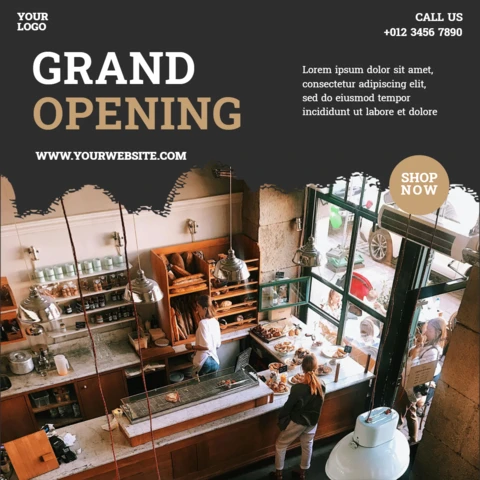 YOUR
LOGO
CALL US
+012 3456 7890
GRAND
OPENING
Lorem ipsum dolor sit amet,
consectetur adipiscing elit,
sed do eiusmod tempor
incididunt ut labore et dolore
WWW.YOURWEBSITE.COM
SHOP
NOW